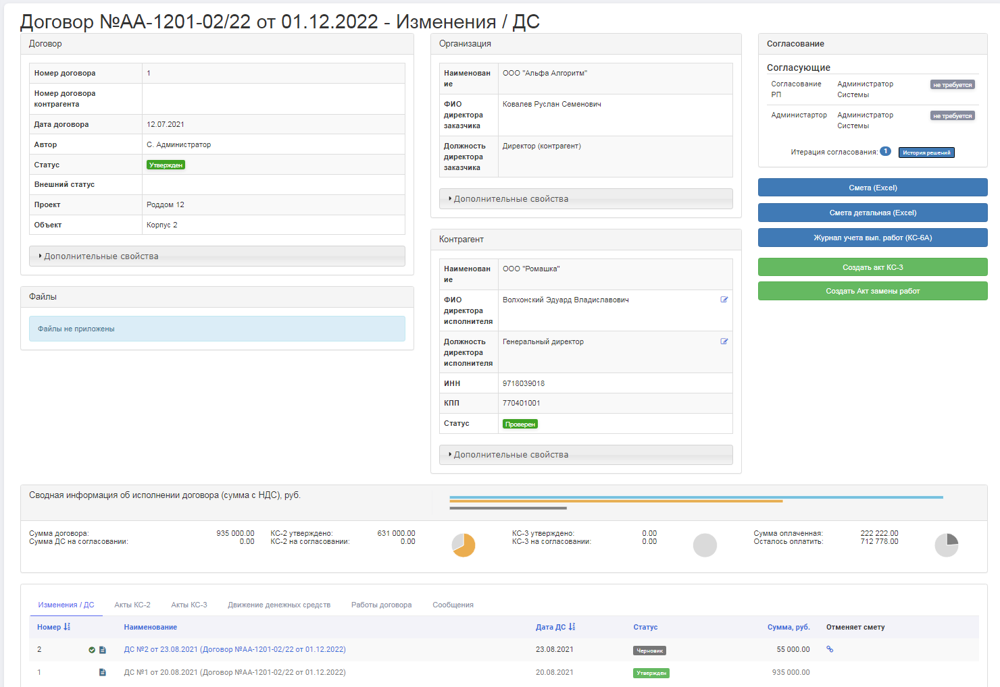 Договор №АА-1201-02/22 от 01.12.2022 - Изменения / ДС
Договор
Номер договора 1
Номер договора
контрагента
Дата договора 12.07.2021
Автор С. Администратор
Статус Утвержден
Внешний статус
Проект Роддом 12
Объект Корпус 2
Дополнительные свойства
Файлы
Файлы не приложены
Организация
Наименован ООО "Альфа Алгоритм"
ие
ФИО Ковалев Руслан Семенович
директора
заказчика
Должность Директор (контрагент)
директора
заказчика
Дополнительные свойства
Контрагент
Наименован ООО "Ромашка"
ие
ФИО Волхонский Эдуард Владиславович
директора
исполнителя
Должность Генеральный директор
директора
исполнителя
ИНН 9718039018
КПП 770401001
Статус Проверен
Дополнительные свойства
Согласование
Согласующие
Согласование Администратор не требуется
РП Системы
Администартор Администратор не требуется
Системы
Итерация согласования: 1 История решений
Смета (Excel)
Смета детальная (Excel)
Журнал учета вып. работ (КС-6А)
Создать акт КС-3
Создать Акт замены работ
Сводная информация об исполнении договора (сумма с НДС), руб.
Сумма договора: 935 000.00 КС-2 утверждено: 631 000.00 КС-3 утверждено: 0.00 Сумма оплаченная: 222 222.00
Сумма ДС на согласовании: 0.00 КС-2 на согласовании: 0.00 КС-3 на согласовании: 0.00 Осталось оплатить: 712 778.00
Изменения / ДС Акты КС-2 Акты КС-3 Движение денежных средств Работы договора Сообщения
Номер Наименование Дата ДС Статус Сумма, руб. Отменяет смету
2 ДС №2 от 23.08.2021 (Договор №АА-1201-02/22 от 01.12.2022) 23.08.2021 Черновик 55 000.00
1 ДС №1 от 20.08.2021 (Договор №АА-1201-02/22 от 01.12.2022) 20.08.2021 Утвержден 935 000.00